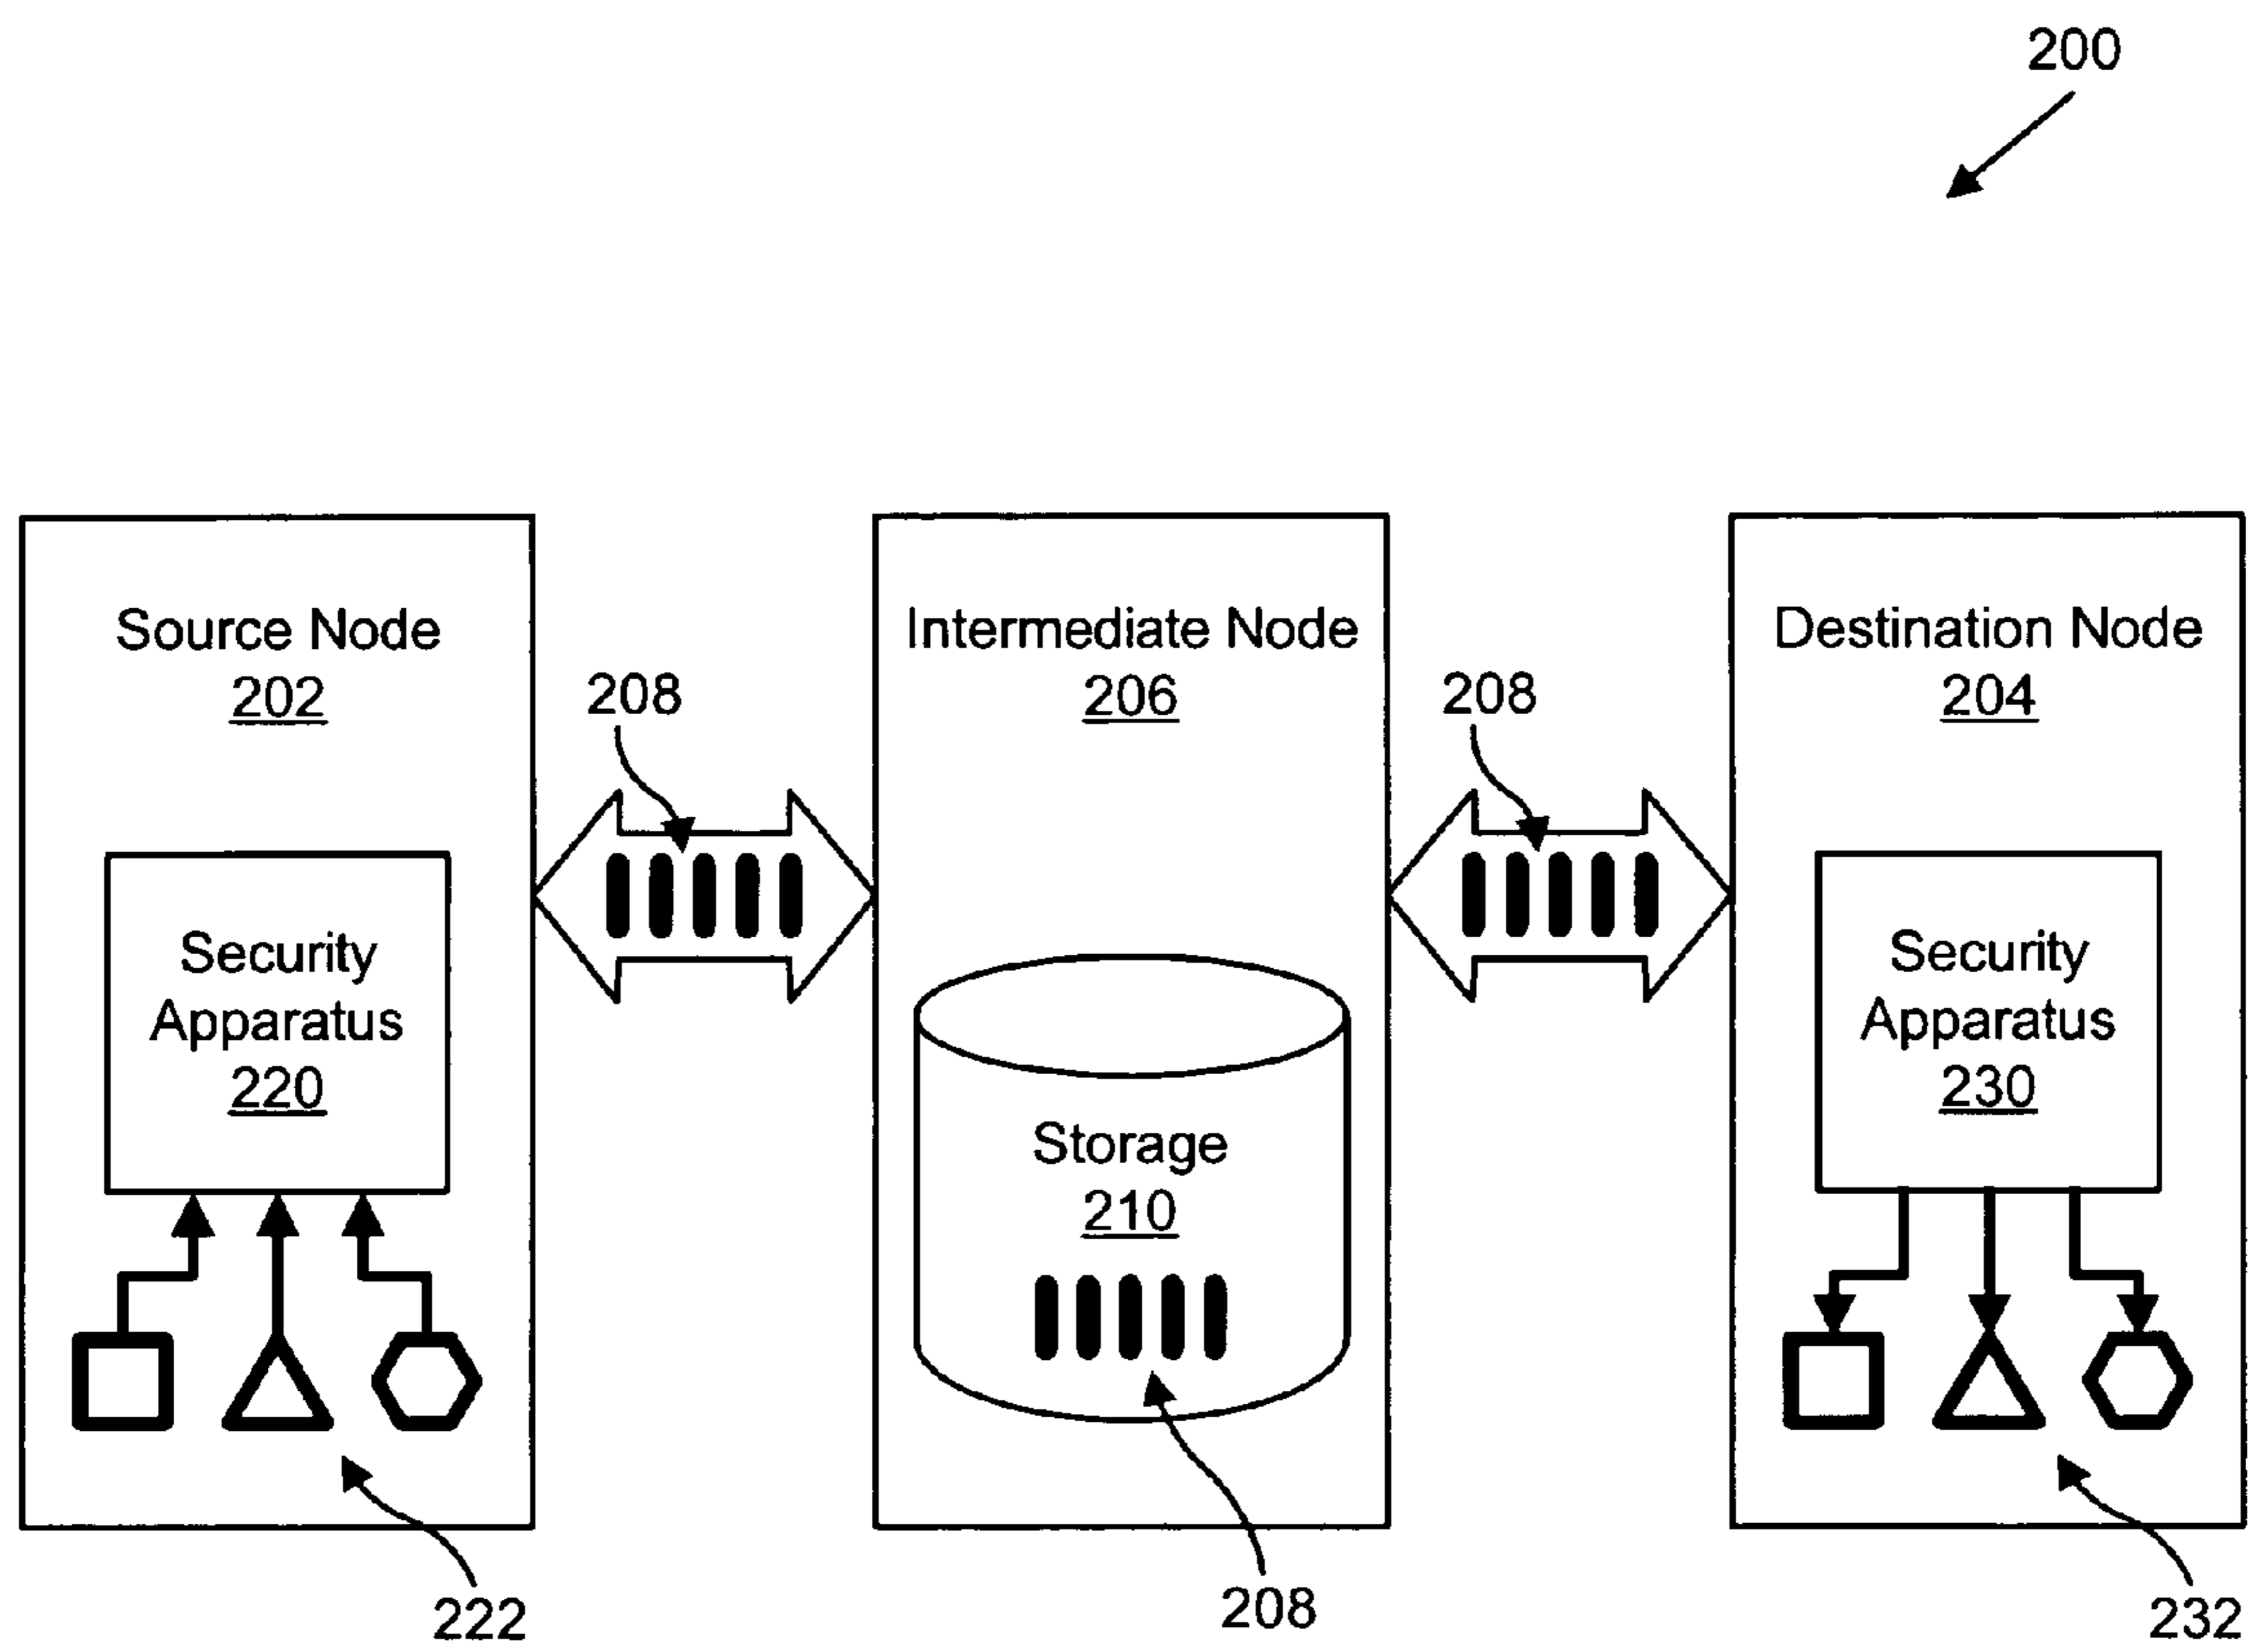 200
Source Node
202
208
Intermediate Node
206
208
Destination Node
204
Security
Apparatus
220
Storage
210
Security
Apparatus
230
222
208
232